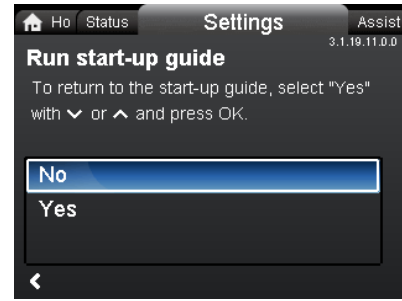 Ho Status Settings Assist
3.1.19.11.0.0
Run start-up guide
To return to the start-up guide, select "Yes"
with ⌄ or ⌃ and press OK.
No
Yes